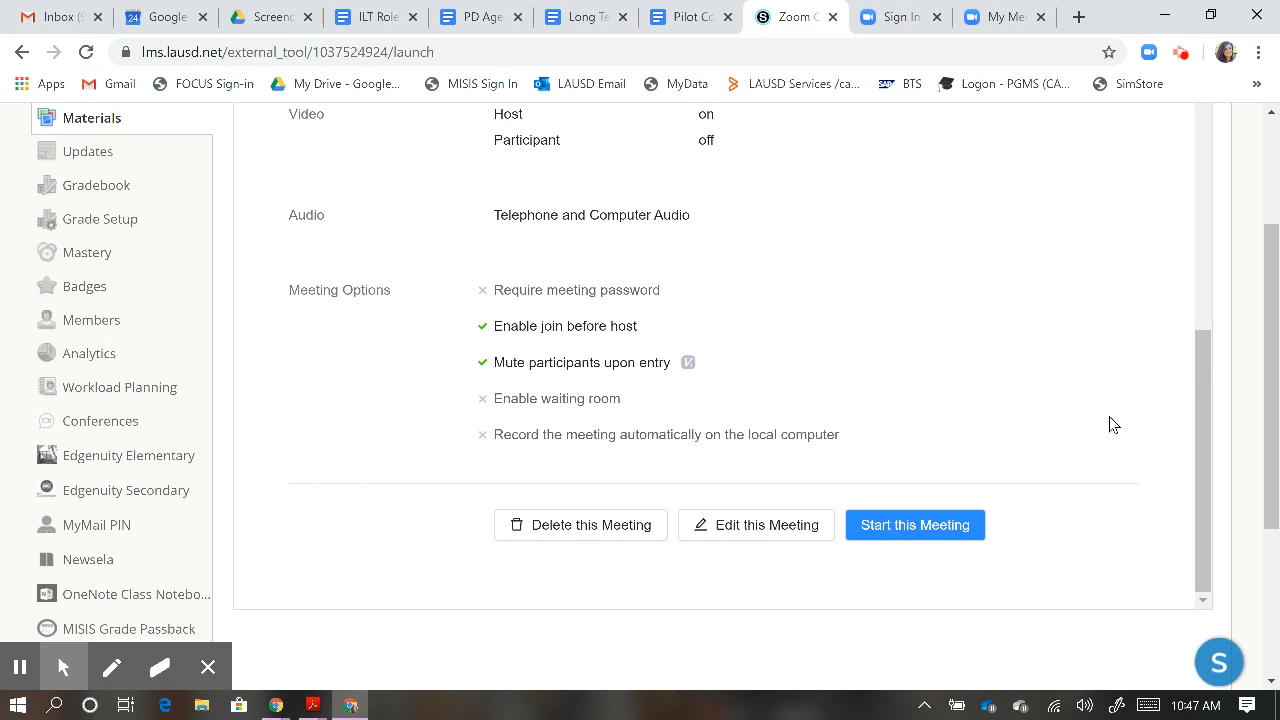 Inbox (
Google
Screen
ILT Role
PD Age
Long Te
Pilot Co
Zoom C
Sign In
My Me
lms.lausd.net/external_tool/1037524924/launch
Apps
Gmail
FOCUS Sign-in
My Drive - Google...
MISIS Sign In
LAUSD Email
MyData
LAUSD Services /ca...
BTS
Logon - PGMS (CA...
SimStore
»
Materials
Updates
Gradebook
Grade Setup
Mastery
Badges
Members
Analytics
Workload Planning
Conferences
Edgenuity Elementary
Edgenuity Secondary
MyMail PIN
Newsela
OneNote Class Notebo...
MISIS Grade Passback
Video Host on
Participant off
Audio Telephone and Computer Audio
Meeting Options Require meeting password
Enable join before host
Mute participants upon entry
Enable waiting room
Record the meeting automatically on the local computer
Delete this Meeting
Edit this Meeting
Start this Meeting
S
10:47 AM